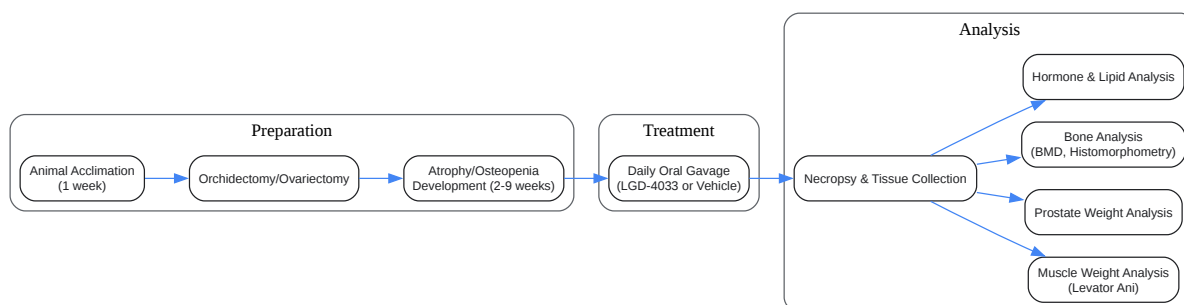 Preparation
Animal Acclimation
(1 week)
Orchidectomy/Ovariectomy
Atrophy/Osteopenia
Development (2-9 weeks)
Treatment
Daily Oral Gavage
(LGD-4033 or Vehicle)
Analysis
Necropsy & Tissue Collection
Hormone & Lipid Analysis
Bone Analysis
(BMD, Histomorphometry)
Prostate Weight Analysis
Muscle Weight Analysis
(Levator Ani)